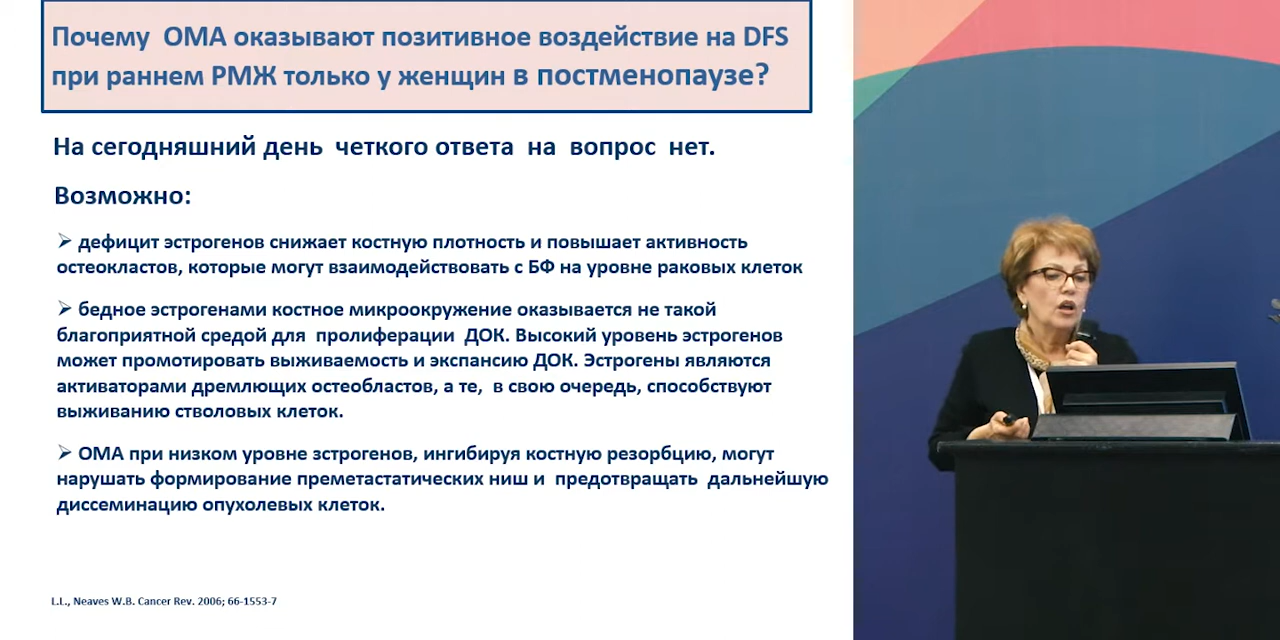 Почему ОМА оказывают позитивное воздействие на DFS
при раннем РМЖ только у женщин в постменопаузе?
На сегодняшний день четкого ответа на вопрос нет.
Возможно:
➢ дефицит эстрогенов снижает костную плотность и повышает активность
остеокластов, которые могут взаимодействовать с БФ на уровне раковых клеток
➢ бедное эстрогенами костное микроокружение оказывается не такой
благоприятной средой для пролиферации ДОК. Высокий уровень эстрогенов
может промотировать выживаемость и экспансию ДОК. Эстрогены являются
активаторами дремлющих остеобластов, а те, в свою очередь, способствуют
выживанию стволовых клеток.
➢ ОМА при низком уровне зстрогенов, ингибируя костную резорбцию, могут
нарушать формирование преметастатических ниш и предотвращать дальнейшую
диссеминацию опухолевых клеток.
L.L., Neaves W.B. Cancer Rev. 2006; 66-1553-7